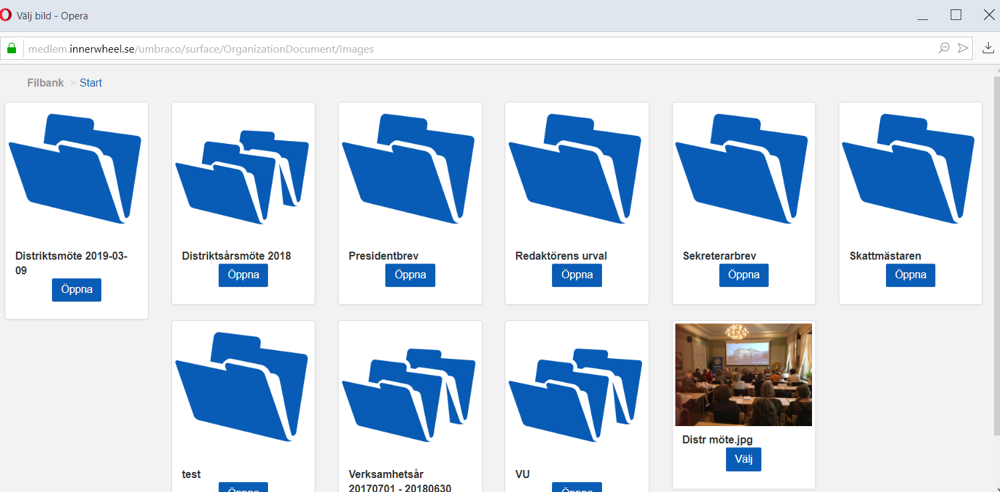 Välj bild - Opera
medlem.innerwheel.se/umbraco/surface/OrganizationDocument/Images
Filbank > Start
Distriktsmöte 2019-03-
09
Öppna
Distriktsårsmöte 2018
Öppna
Presidentbrev
Öppna
Redaktörens urval
Öppna
Sekreterarbrev
Öppna
Skattmästaren
Öppna
test
Öppna
Verksamhetsår
20170701 - 20180630
VU
Öppna
Distr möte.jpg
Välj